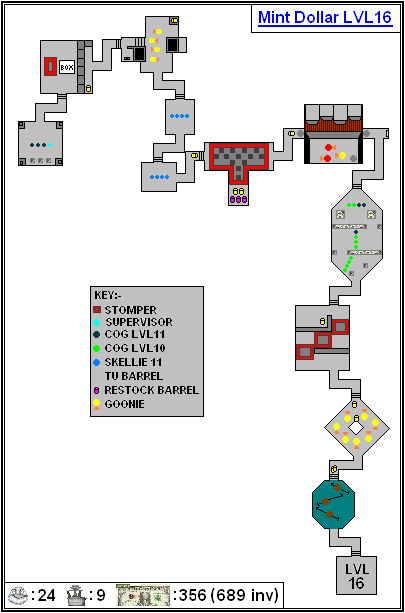 Mint Dollar LVL16
BOX
KEY:-
STOMPER
SUPERVISOR
COG LVL11
COG LVL10
SKELLIE 11
TU BARREL
RESTOCK BARREL
GOONIE
LVL
16
:24 :9 :356 (689 inv)